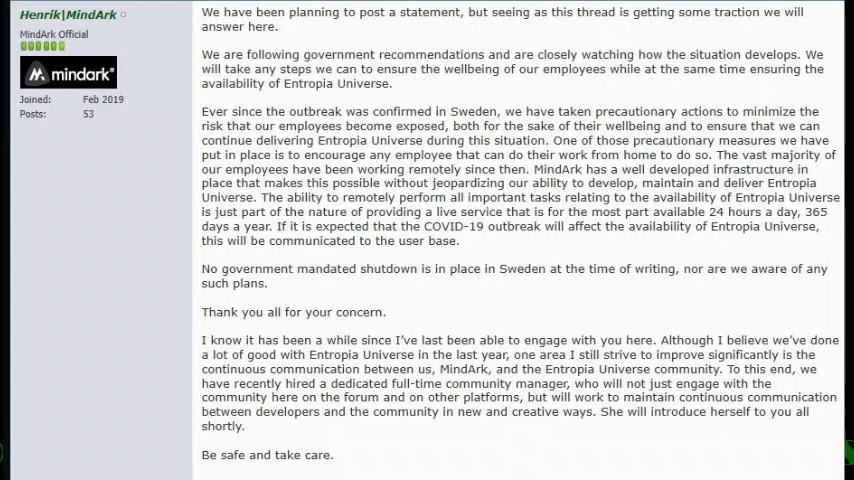 Henrik|MindArk
MindArk Official
mindark
Joined: Feb 2019
Posts: 53
We have been planning to post a statement, but seeing as this thread is getting some traction we will
answer here.
We are following government recommendations and are closely watching how the situation develops. We
will take any steps we can to ensure the wellbeing of our employees while at the same time ensuring the
availability of Entropia Universe.
Ever since the outbreak was confirmed in Sweden, we have taken precautionary actions to minimize the
risk that our employees become exposed, both for the sake of their wellbeing and to ensure that we can
continue delivering Entropia Universe during this situation. One of those precautionary measures we have
put in place is to encourage any employee that can do their work from home to do so. The vast majority of
our employees have been working remotely since then. MindArk has a well developed infrastructure in
place that makes this possible without jeopardizing our ability to develop, maintain and deliver Entropia
Universe. The ability to remotely perform all important tasks relating to the availability of Entropia Universe
is just part of the nature of providing a live service that is for the most part available 24 hours a day, 365
days a year. If it is expected that the COVID-19 outbreak will affect the availability of Entropia Universe,
this will be communicated to the user base.
No government mandated shutdown is in place in Sweden at the time of writing, nor are we aware of any
such plans.
Thank you all for your concern.
I know it has been a while since I've last been able to engage with you here. Although I believe we've done
a lot of good with Entropia Universe in the last year, one area I still strive to improve significantly is the
continuous communication between us, MindArk, and the Entropia Universe community. To this end, we
have recently hired a dedicated full-time community manager, who will not just engage with the
community here on the forum and on other platforms, but will work to maintain continuous communication
between developers and the community in new and creative ways. She will introduce herself to you all
shortly.
Be safe and take care.